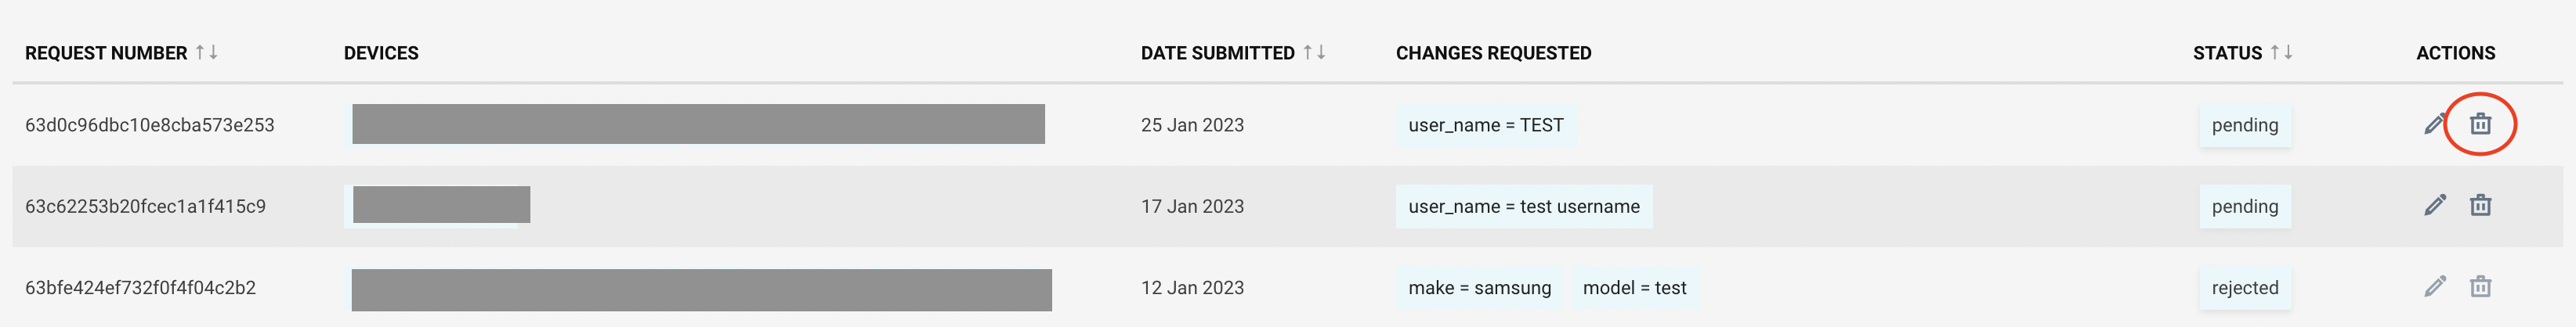 REQUEST NUMBER ↑↓ DEVICES DATE SUBMITTED ↑↓ CHANGES REQUESTED STATUS ↑↓ ACTIONS
63d0c96dbc10e8cba573e253 25 Jan 2023 user_name = TEST pending
63c62253b20fcec1a1f415c9 17 Jan 2023 user_name = test username pending
63bfe424ef732f0f4f04c2b2 12 Jan 2023 make = samsung model = test rejected